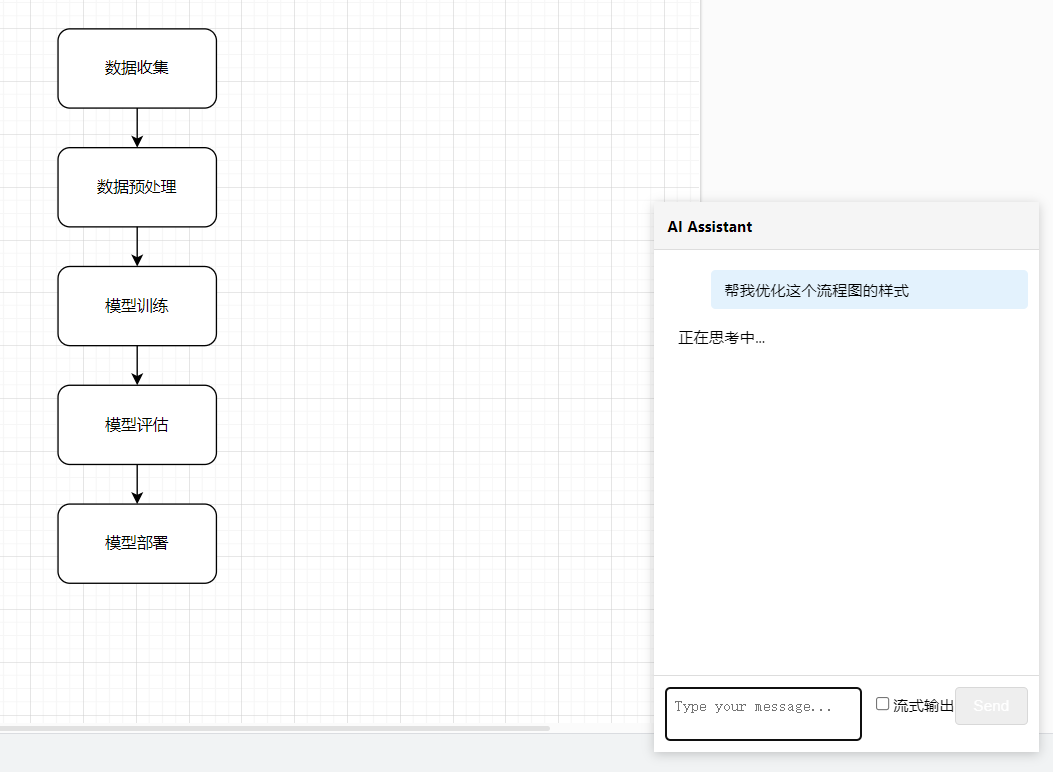 数据收集
数据预处理
模型训练
模型评估
模型部署
AI Assistant
帮我优化这个流程图的样式
正在思考中...
Type your message...
流式输出
Send